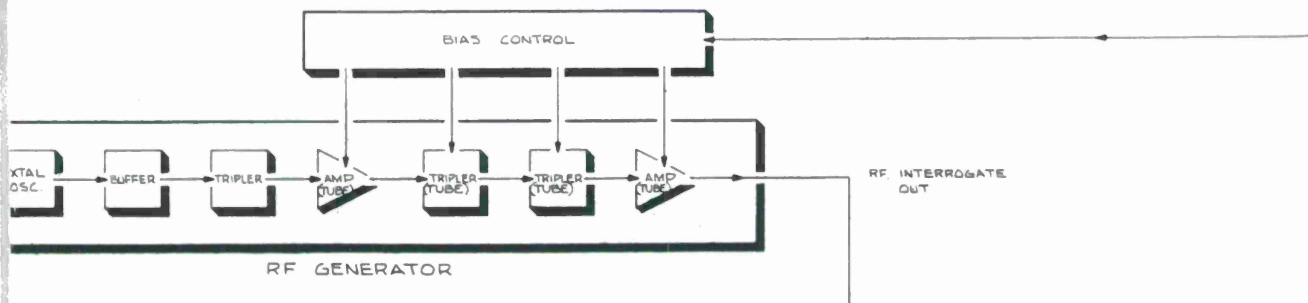 BIAS CONTROL
XTAL
OSC.
BUFFER
TRIPLER
AMP
(TUBE)
TRIPLER
(TUBE)
TRIPLER
(TUBE)
AMP
(TUBE)
RF INTERROGATE
OUT
RF GENERATOR